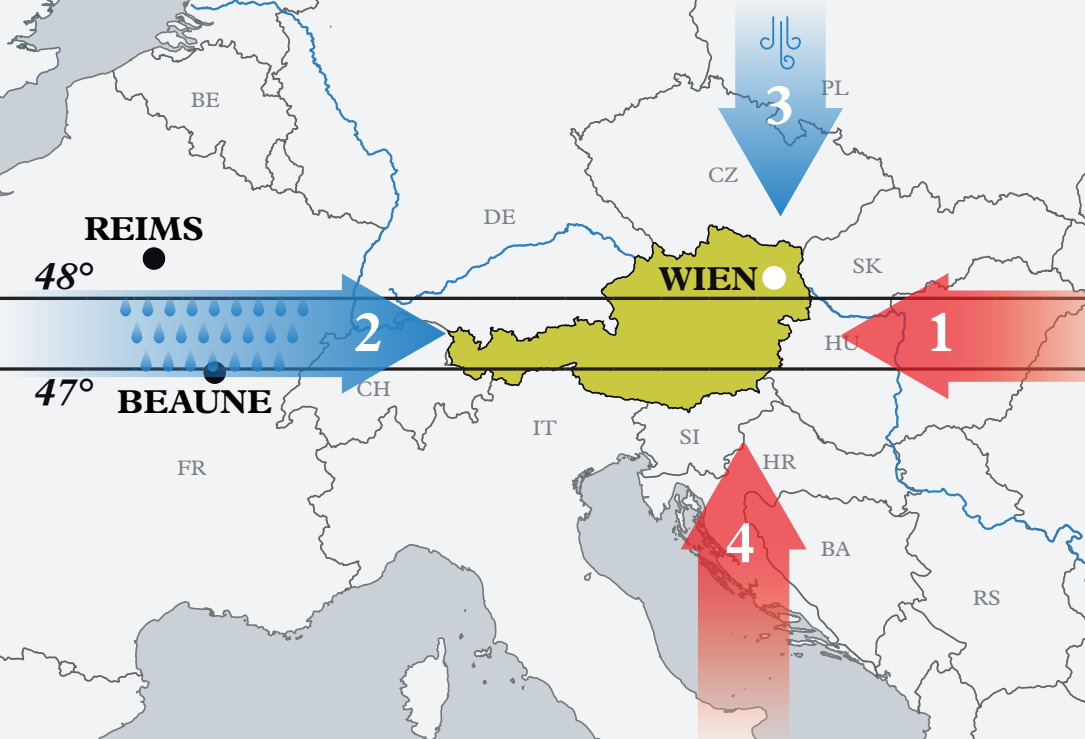 3
PL
BE
CZ
DE
REIMS
48°
WIEN
SK
2
1
HU
47°
BEAUNE
CH
IT
SI
HR
FR
4
BA
RS